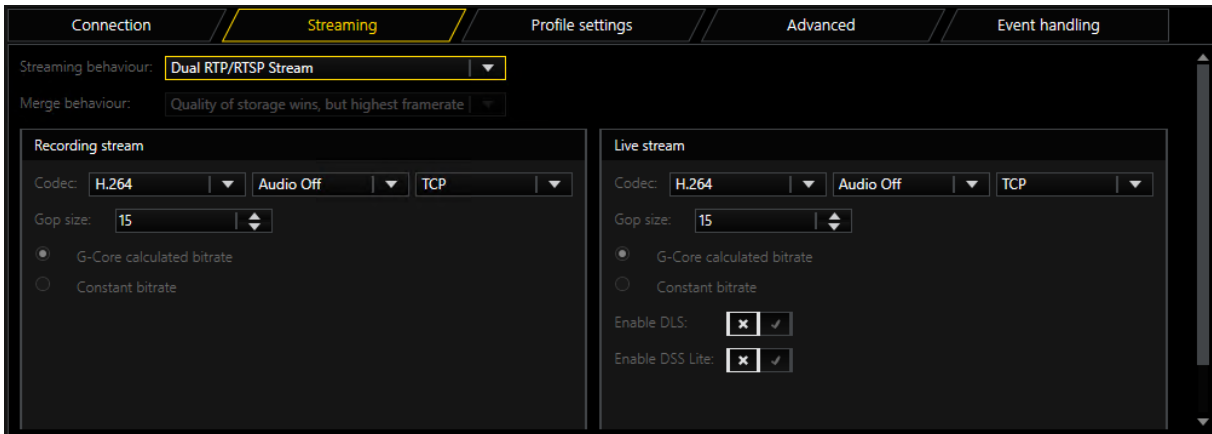 Connection Streaming Profile settings Advanced Event handling
Streaming behaviour: Dual RTP/RTSP Stream
Merge behaviour: Quality of storage wins, but highest framerate
Recording stream
Codec: H.264 Audio Off TCP
Gop size: 15
G-Core calculated bitrate
Constant bitrate
Live stream
Codec: H.264 Audio Off TCP
Gop size: 15
G-Core calculated bitrate
Constant bitrate
Enable DLS:
Enable DSS Lite: